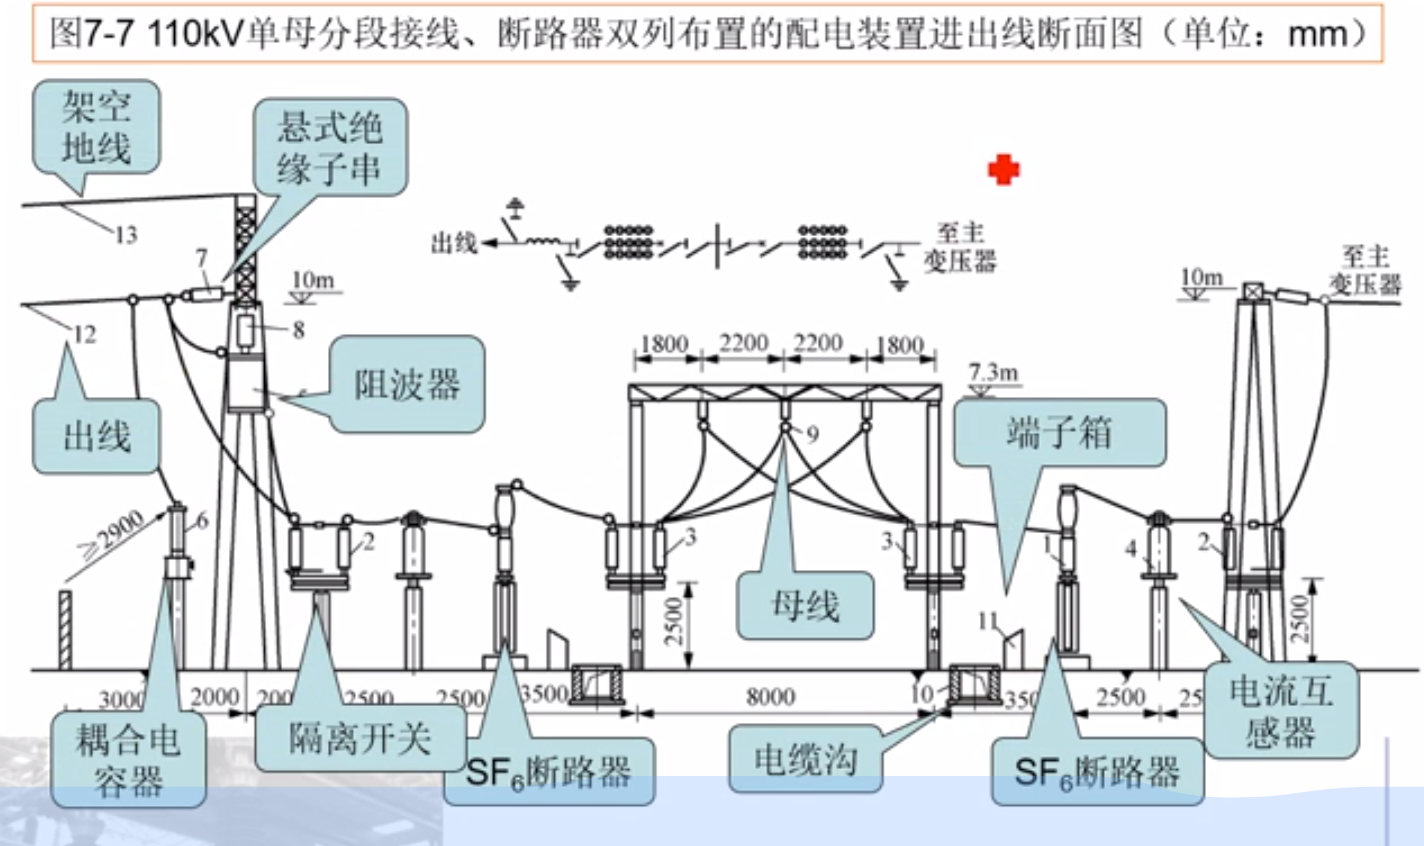 图7-7 110kV单母分段接线、断路器双列布置的配电装置进出线断面图（单位：mm）
架空
地线
悬式绝
缘子串
13
7
10m
出线
至主
变压器
10m
至主
变压器
12
8
1800
2200
2200
1800
7.3m
阻波器
出线
9
端子箱
≥2900
6
2
3
3
1
4
2
母线
2500
11
2500
3000
2000
200
2500
2500
3500
8000
10
350
2500
25
电流互
感器
耦合电
容器
隔离开关
SF₆断路器
电缆沟
SF₆断路器